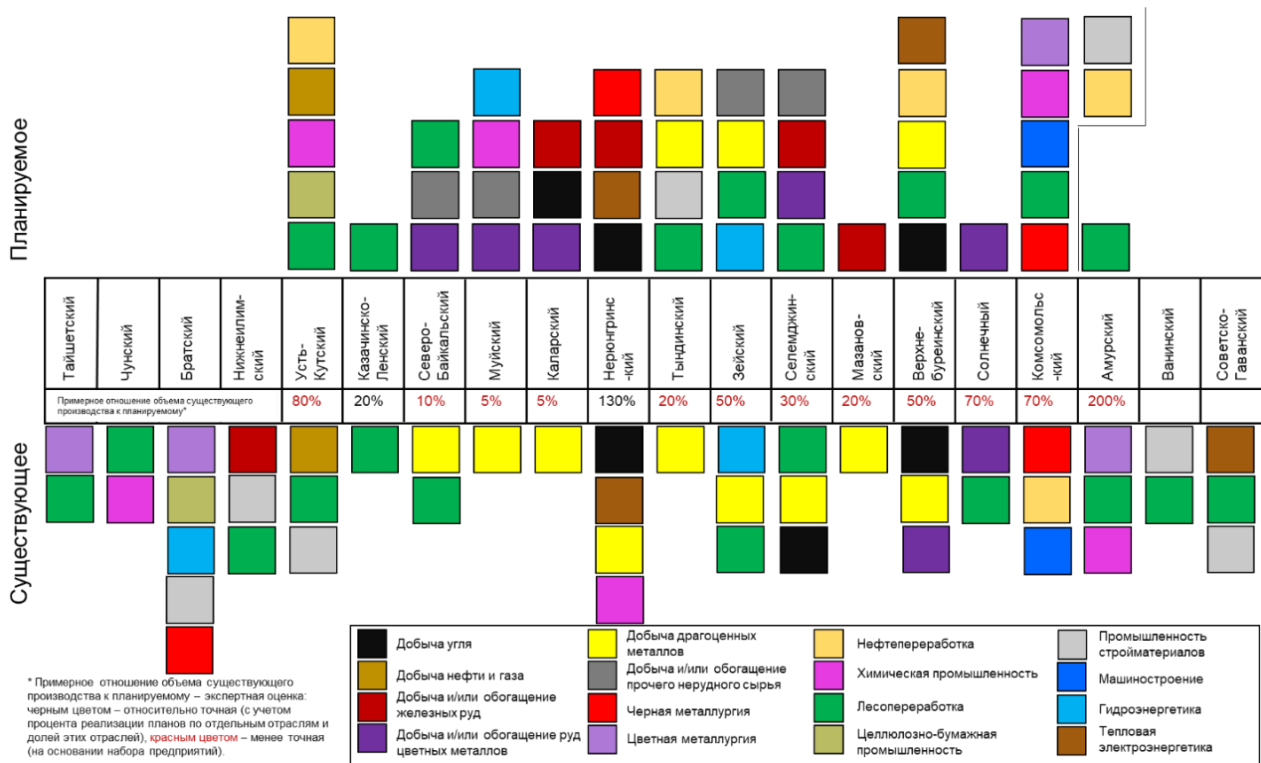 Планируемое
Тайшетский
Чунский
Братский
Нижнеилим-
ский
Усть-
Кутский
Казачинско-
Ленский
Северо-
Байкальский
Муйский
Каларский
Нерюнгринс
-кий
Тындинский
Зейский
Селемджин-
ский
Мазанов-
ский
Верхне-
буреинский
Солнечный
Комсомольс
-кий
Амурский
Ванинский
Советско-
Гаванский
Примерное отношение объема существующего
производства к планируемому*
80%
20%
10%
5%
5%
130%
20%
50%
30%
20%
50%
70%
70%
200%
Существующее
Добыча угля
Добыча нефти и газа
Добыча и/или обогащение
железных руд
Добыча и/или обогащение руд
цветных металлов
Добыча драгоценных
металлов
Добыча и/или обогащение
прочего нерудного сырья
Черная металлургия
Цветная металлургия
Нефтепереработка
Химическая промышленность
Лесопереработка
Целлюлозно-бумажная
промышленность
Промышленность
стройматериалов
Машиностроение
Гидроэнергетика
Тепловая
электроэнергетика
* Примерное отношение объема существующего
производства к планируемому – экспертная оценка:
черным цветом – относительно точная (с учетом
процента реализации планов по отдельным отраслям и
долей этих отраслей), красным цветом – менее точная
(на основании набора предприятий).